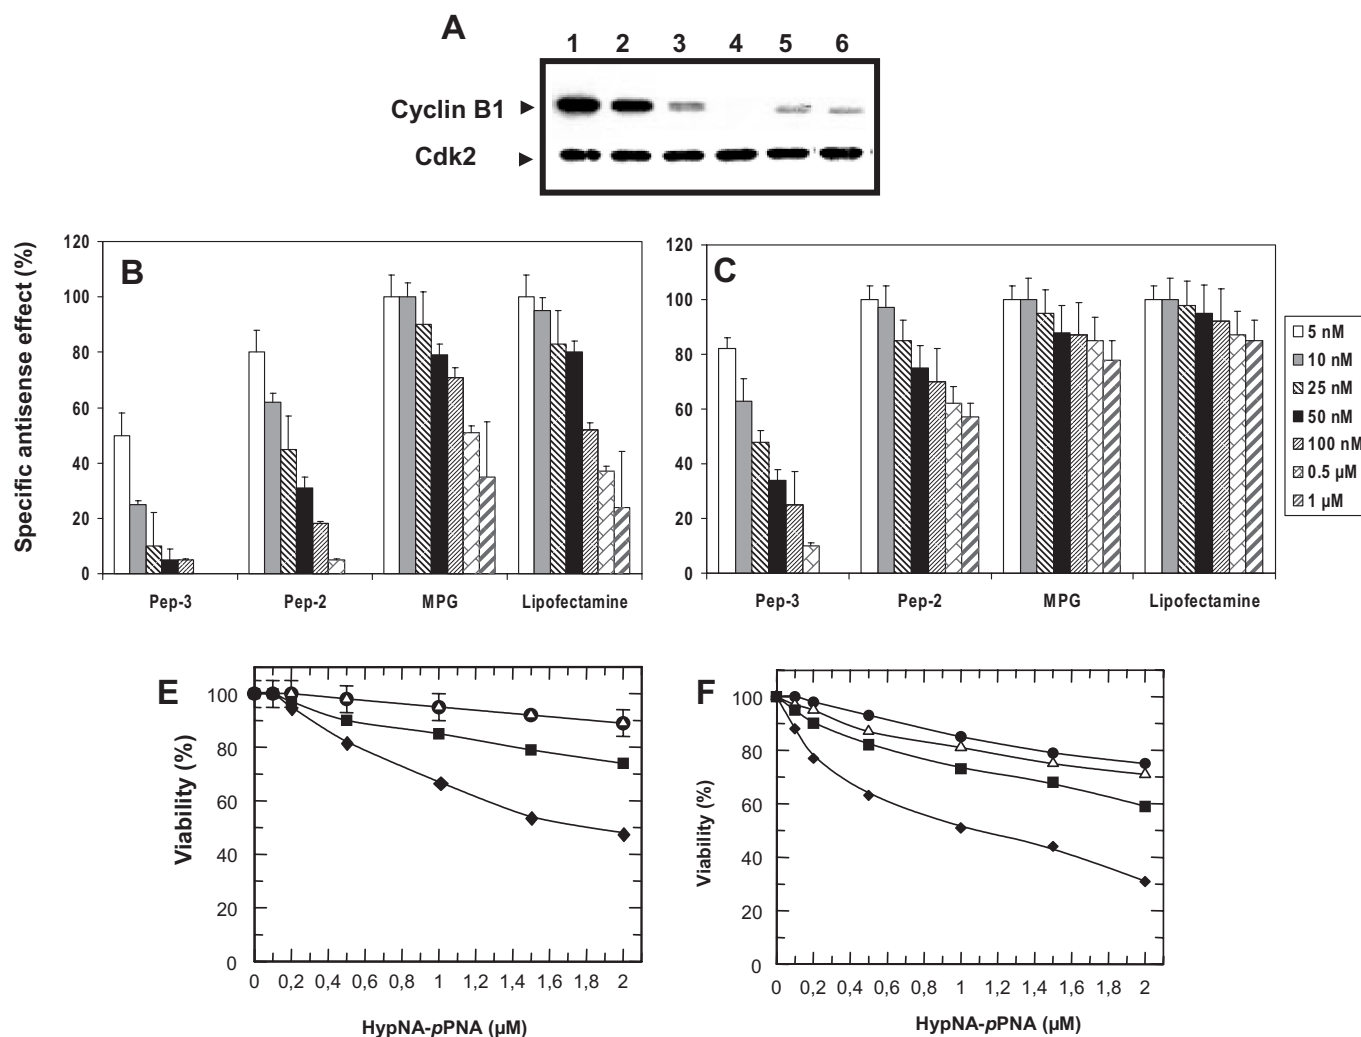 A
1 2 3 4 5 6
Cyclin B1
Cdk2
B
Specific antisense effect (%)
120
100
80
60
40
20
0
Pep-3 Pep-2 MPG Lipofectamine
C
120
100
80
60
40
20
0
Pep-3 Pep-2 MPG Lipofectamine
5 nM
10 nM
25 nM
50 nM
100 nM
0.5 µM
1 µM
E
Viability (%)
100
80
60
40
20
0
0 0,2 0,4 0,6 0,8 1 1,2 1,4 1,6 1,8 2
HypNA-pPNA (µM)
F
Viability (%)
100
80
60
40
20
0
0 0,2 0,4 0,6 0,8 1 1,2 1,4 1,6 1,8 2
HypNA-pPNA (µM)